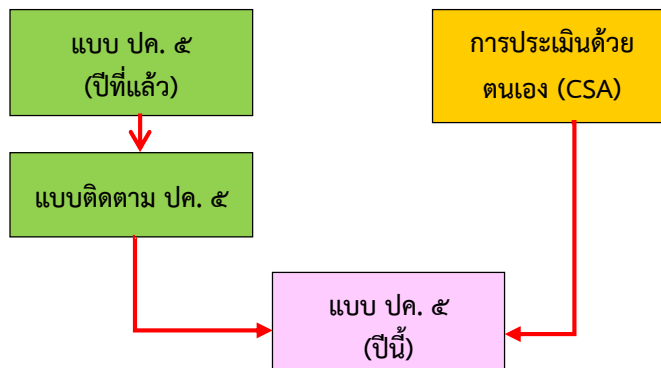 แบบ ปค. ๕
(ปีที่แล้ว)
การประเมินด้วย
ตนเอง (CSA)
แบบติดตาม ปค. ๕
แบบ ปค. ๕
(ปีนี้)